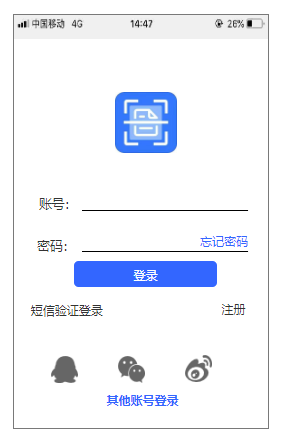 中国移动 4G 14:47 26%
账号：
密码： 忘记密码
登录
短信验证登录 注册
其他账号登录